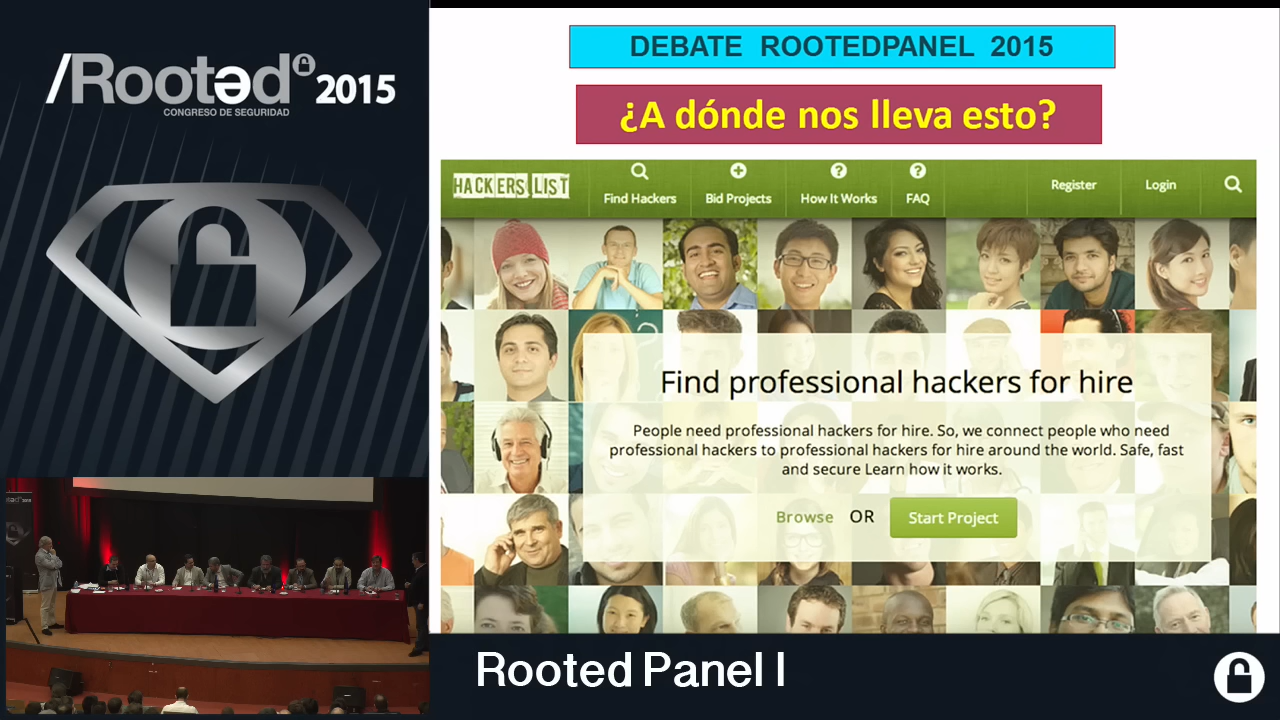 /Rootəd 2015
CONGRESO DE SEGURIDAD
DEBATE ROOTEDPANEL 2015
¿A dónde nos lleva esto?
HACKERS LIST
Find Hackers
Bid Projects
How It Works
FAQ
Register
Login
Find professional hackers for hire
People need professional hackers for hire. So, we connect people who need
professional hackers to professional hackers for hire around the world. Safe, fast
and secure Learn how it works.
Browse OR Start Project
Rooted Panel I